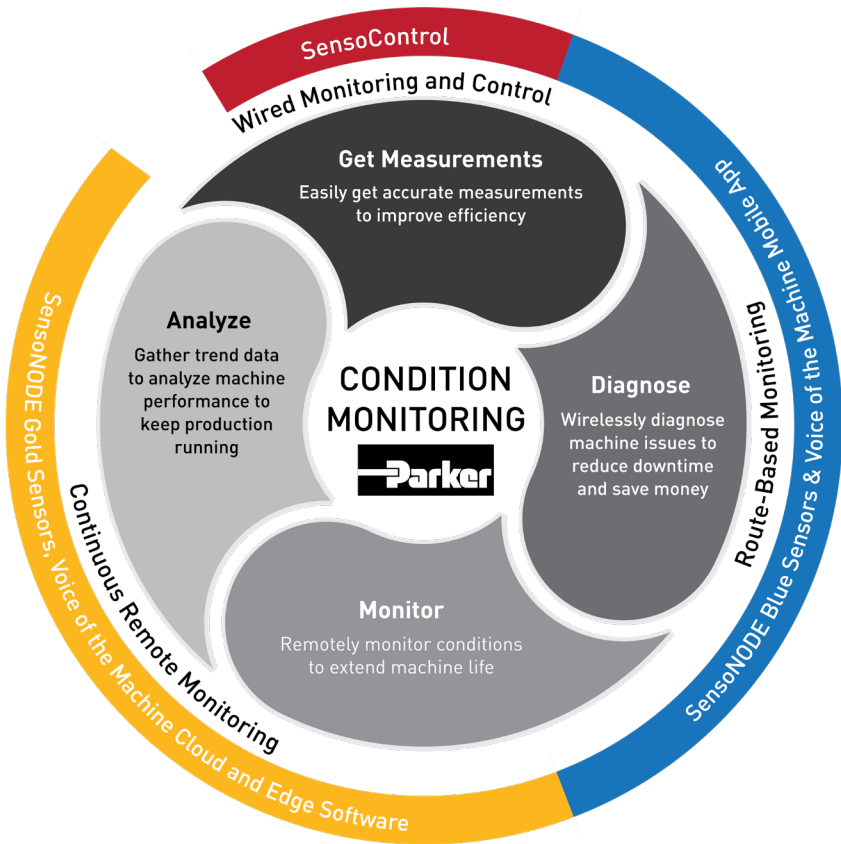 SensoControl
Wired Monitoring and Control
Get Measurements
Easily get accurate measurements
to improve efficiency
SensoNODE Blue Sensors & Voice of the Machine Mobile App
Route-Based Monitoring
Diagnose
Wirelessly diagnose
machine issues to
reduce downtime
and save money
Monitor
Remotely monitor conditions
to extend machine life
SensoNODE Gold Sensors, Voice of the Machine Cloud and Edge Software
Continuous Remote Monitoring
Analyze
Gather trend data
to analyze machine
performance to
keep production
running
CONDITION
MONITORING
Parker